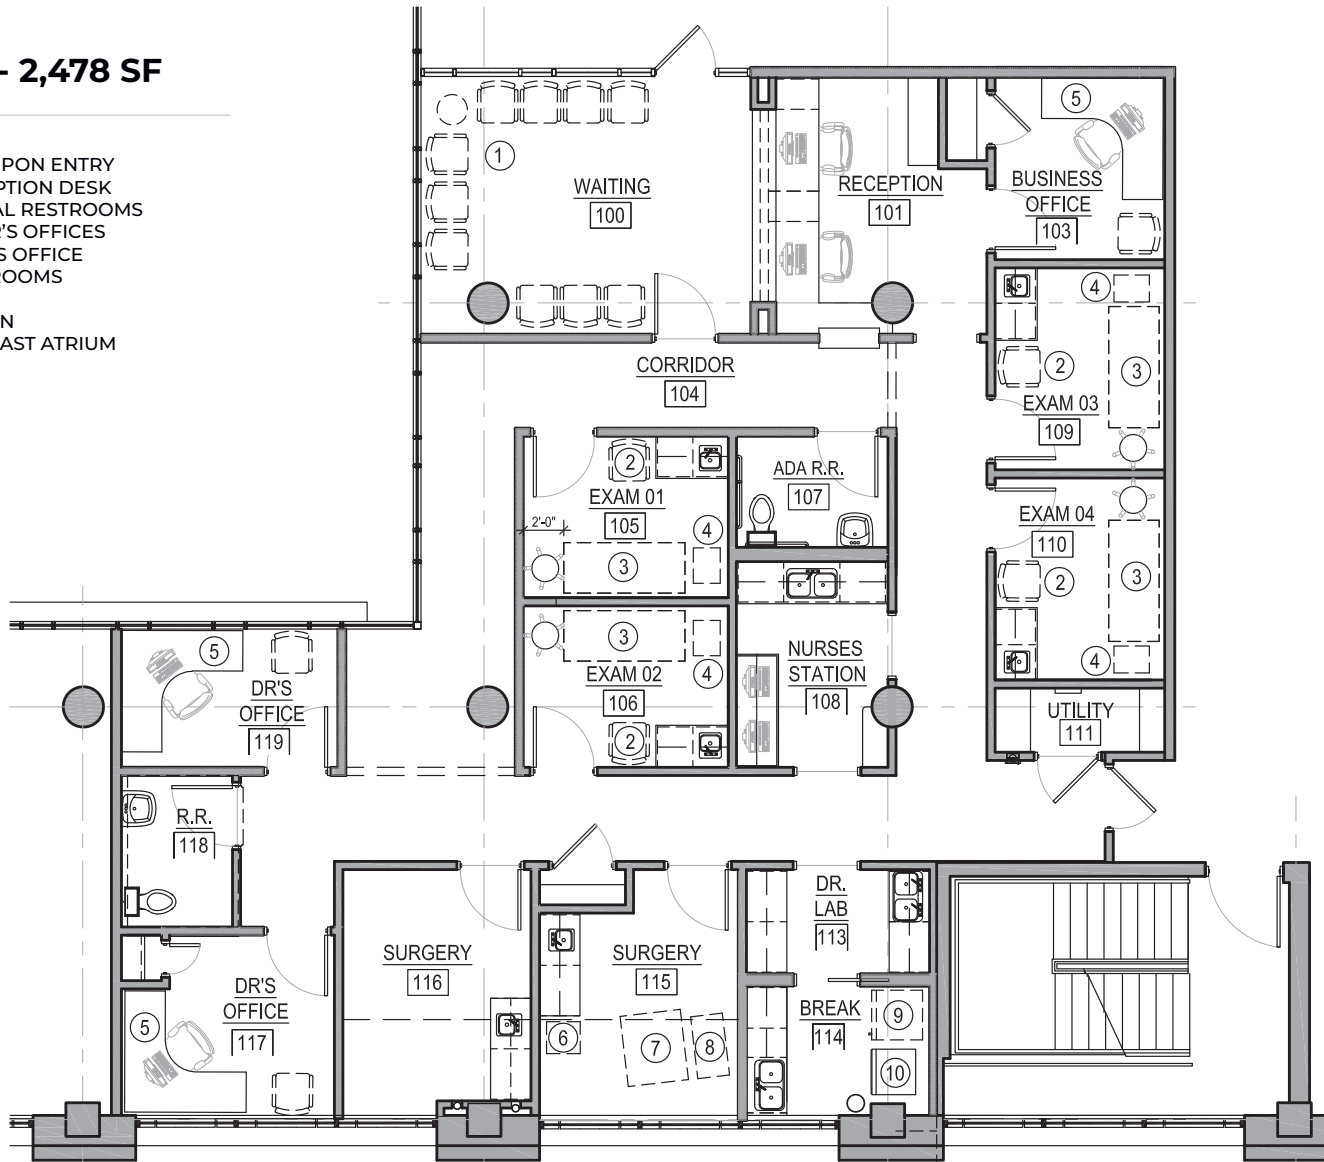 - 2,478 SF
PON ENTRY
PTION DESK
AL RESTROOMS
R'S OFFICES
S OFFICE
ROOMS
N
AST ATRIUM
1
WAITING
100
RECEPTION
101
5
BUSINESS
OFFICE
103
4
2
3
EXAM 03
109
CORRIDOR
104
2
EXAM 01
105
2'-0"
4
3
ADA R.R.
107
EXAM 04
110
2
3
4
3
EXAM 02
106
4
2
NURSES
STATION
108
UTILITY
111
5
DR'S
OFFICE
119
R.R.
118
DR.
LAB
113
SURGERY
116
SURGERY
115
DR'S
OFFICE
117
5
6
7
8
BREAK
114
9
10